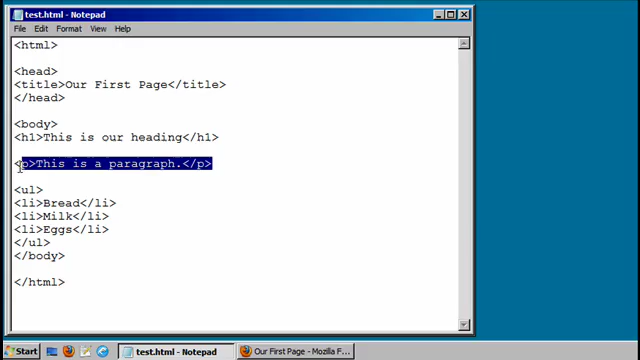 test.html - Notepad
File Edit Format View Help
<html>
<head>
<title>Our First Page</title>
</head>
<body>
<h1>This is our heading</h1>
<p>This is a paragraph.</p>
<ul>
<li>Bread</li>
<li>Milk</li>
<li>Eggs</li>
</ul>
</body>
</html>
Start test.html - Notepad Our First Page - Mozilla F...